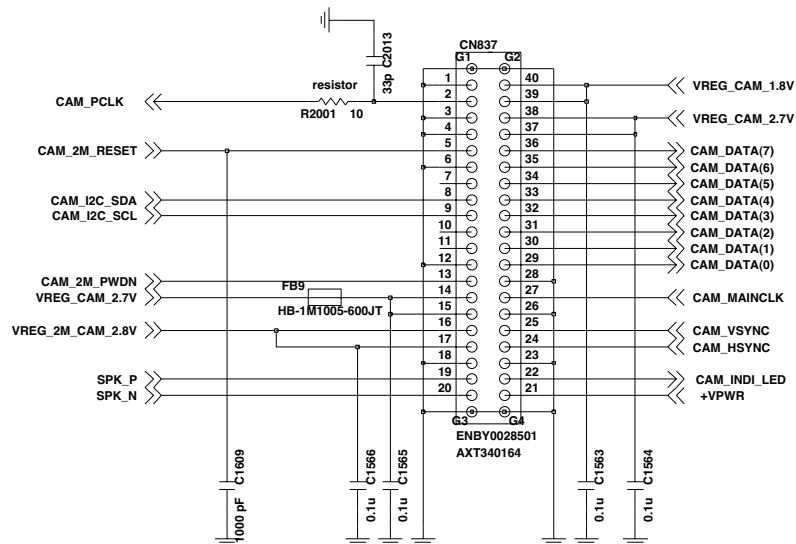 CN837
G1 G2
33p C2013
resistor
R2001 10
CAM_PCLK
CAM_2M_RESET
CAM_I2C_SDA
CAM_I2C_SCL
CAM_2M_PWDN
VREG_CAM_2.7V
FB9
HB-1M1005-600JT
VREG_2M_CAM_2.8V
SPK_P
SPK_N
1 40
2 39
3 38
4 37
5 36
6 35
7 34
8 33
9 32
10 31
11 30
12 29
13 28
14 27
15 26
16 25
17 24
18 23
19 22
20 21
G3 G4
ENBY0028501
AXT340164
VREG_CAM_1.8V
VREG_CAM_2.7V
CAM_DATA(7)
CAM_DATA(6)
CAM_DATA(5)
CAM_DATA(4)
CAM_DATA(3)
CAM_DATA(2)
CAM_DATA(1)
CAM_DATA(0)
CAM_MAINCLK
CAM_VSYNC
CAM_HSYNC
CAM_INDI_LED
+VPWR
1000 pF C1609
0.1u C1566
0.1u C1565
0.1u C1563
0.1u C1564